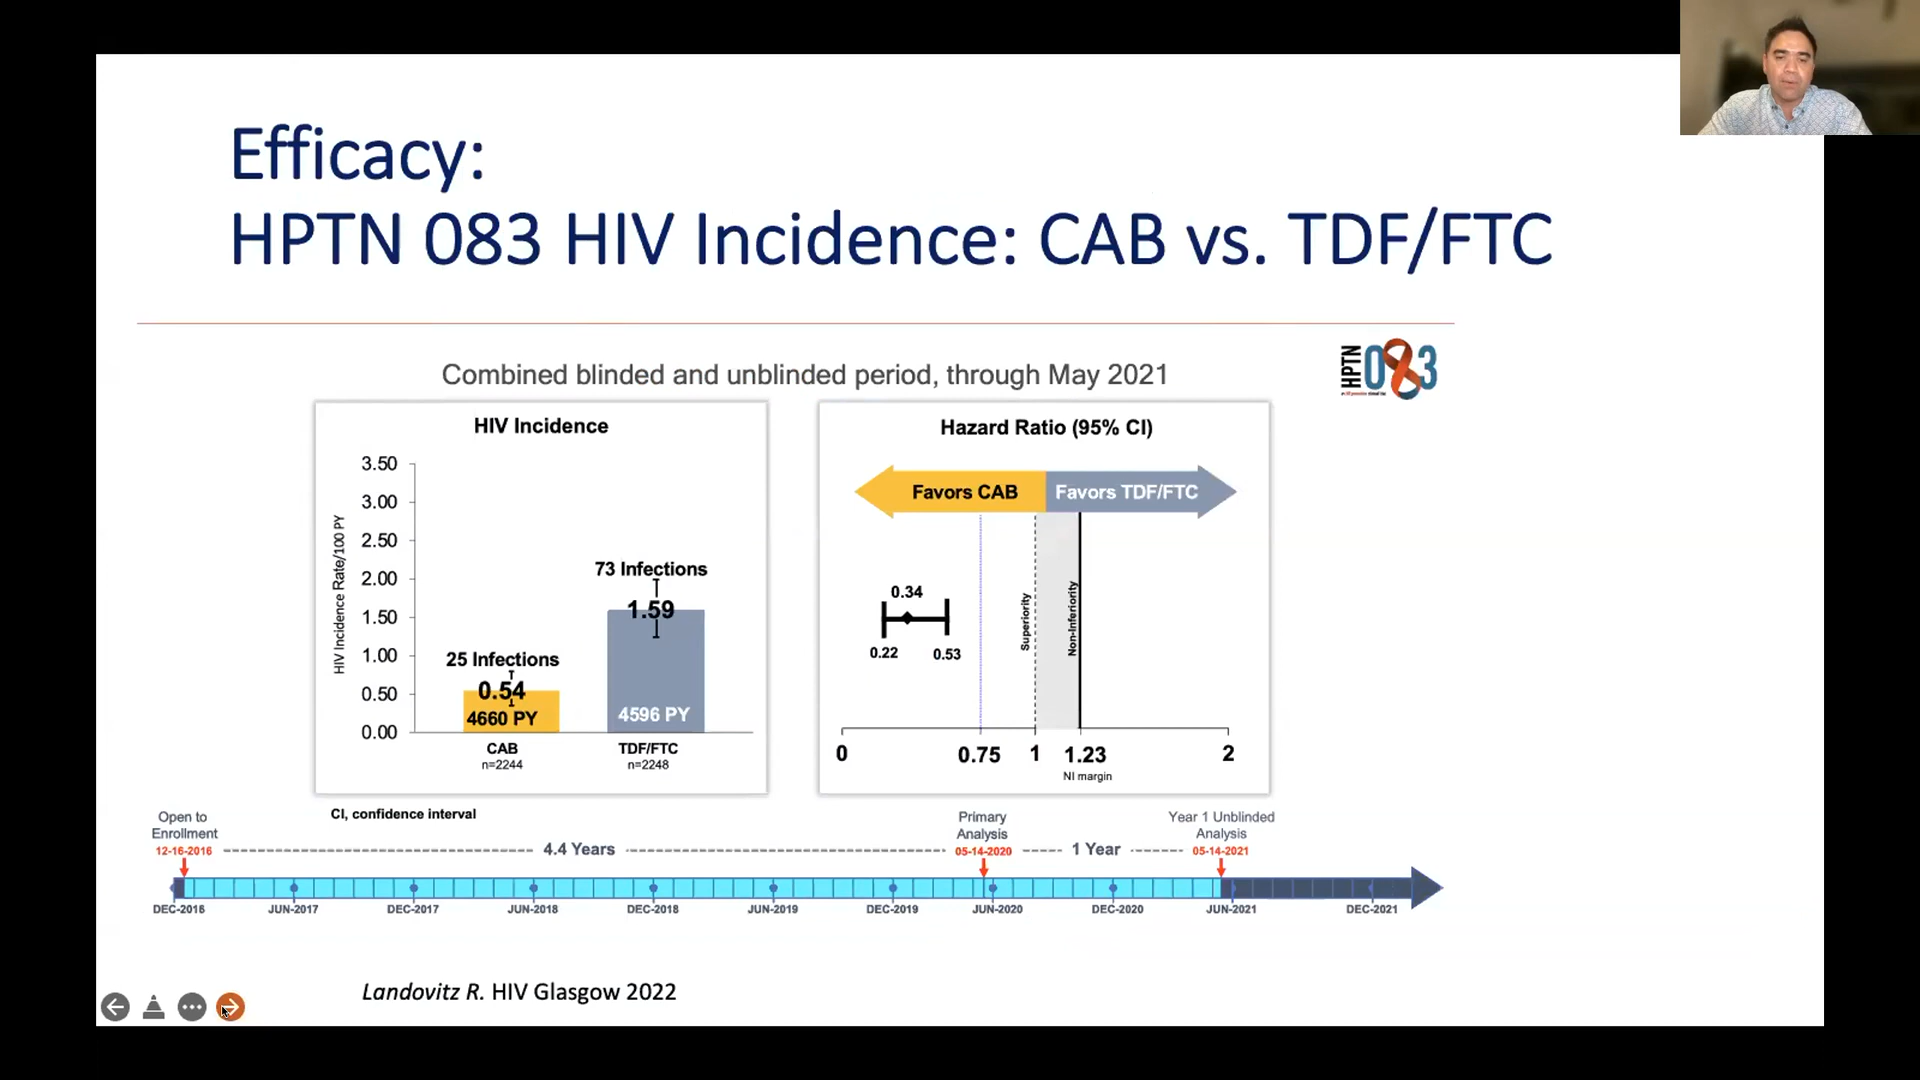 Efficacy:
HPTN 083 HIV Incidence: CAB vs. TDF/FTC
Combined blinded and unblinded period, through May 2021
HPTN 083
HIV Incidence
HIV Incidence Rate/100 PY
3.50
3.00
2.50
2.00
1.50
1.00
0.50
0.00
73 Infections
1.59
25 Infections
0.54
4660 PY
4596 PY
CAB
n=2244
TDF/FTC
n=2248
Hazard Ratio (95% CI)
Favors CAB
Favors TDF/FTC
0.34
0.22
0.53
Superiority
Non-Inferiority
0
0.75
1
1.23
2
NI margin
CI, confidence interval
Open to
Enrollment
12-16-2016
4.4 Years
Primary
Analysis
05-14-2020
1 Year
Year 1 Unblinded
Analysis
05-14-2021
DEC-2016
JUN-2017
DEC-2017
JUN-2018
DEC-2018
JUN-2019
DEC-2019
JUN-2020
DEC-2020
JUN-2021
DEC-2021
Landovitz R. HIV Glasgow 2022